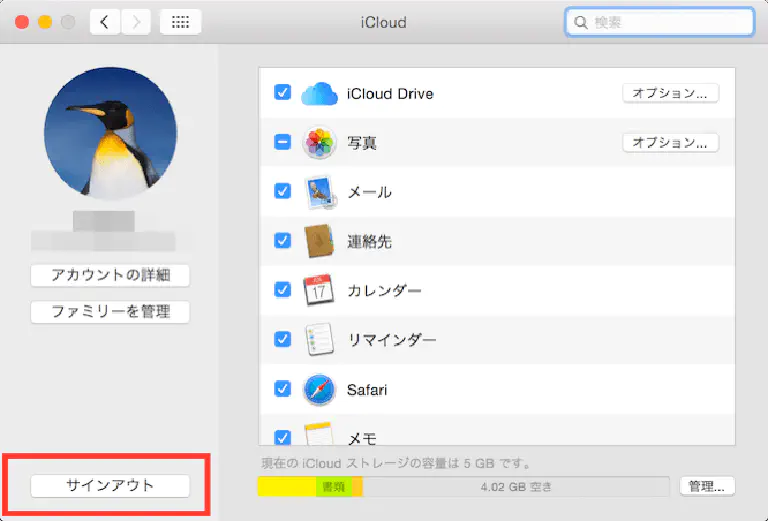 iCloud
検索
アカウントの詳細
ファミリーを管理
サインアウト
iCloud Drive
オプション...
写真
オプション...
メール
連絡先
17
カレンダー
リマインダー
Safari
メモ
現在の iCloud ストレージの容量は 5 GB です。
書類
4.02 GB 空き
管理...